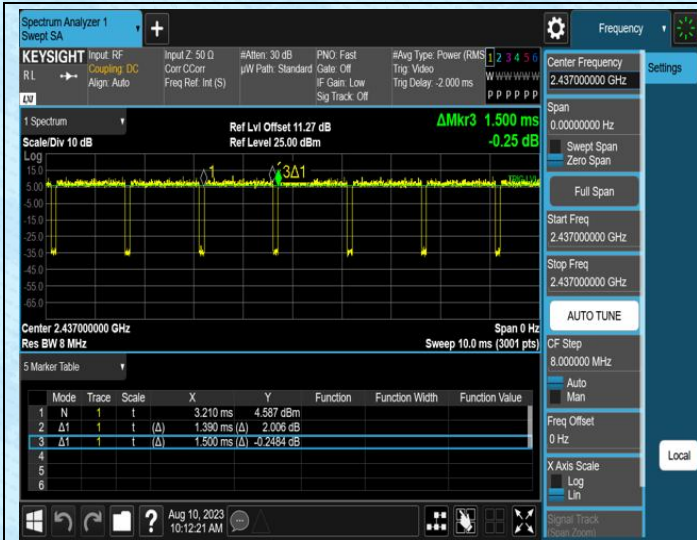 Spectrum Analyzer 1
Swept SA
Frequency
KEYSIGHT
RL
Input: RF
Coupling: DC
Align: Auto
Input Z: 50 Ω
Corr CCorr
Freq Ref: Int (S)
#Atten: 30 dB
µW Path: Standard
PNO: Fast
Gate: Off
IF Gain: Low
Sig Track: Off
#Avg Type: Power (RMS
Trig: Video
Trig Delay: -2.000 ms
1 2 3 4 5 6
W W W W W W
P P P P P P
LXI
1 Spectrum
Scale/Div 10 dB
Ref Lvl Offset 11.27 dB
Ref Level 25.00 dBm
ΔMkr3 1.500 ms
-0.25 dB
Log
15.0
5.00
-5.00
-15.0
-25.0
-35.0
-45.0
-55.0
-65.0
1
3Δ1
TRIG LVL
Center 2.437000000 GHz
Res BW 8 MHz
Span 0 Hz
Sweep 10.0 ms (3001 pts)
5 Marker Table
Mode Trace Scale X Y Function Function Width Function Value
1 N 1 t 3.210 ms 4.587 dBm
2 Δ1 1 t (Δ) 1.390 ms (Δ) 2.006 dB
3 Δ1 1 t (Δ) 1.500 ms (Δ) -0.2484 dB
4
5
6
?
Aug 10, 2023
10:12:21 AM
Center Frequency
2.437000000 GHz
Span
0.00000000 Hz
Swept Span
Zero Span
Full Span
Start Freq
2.437000000 GHz
Stop Freq
2.437000000 GHz
AUTO TUNE
CF Step
8.000000 MHz
Auto
Man
Freq Offset
0 Hz
X Axis Scale
Log
Lin
Signal Track
(Span Zoom)
Settings
Local